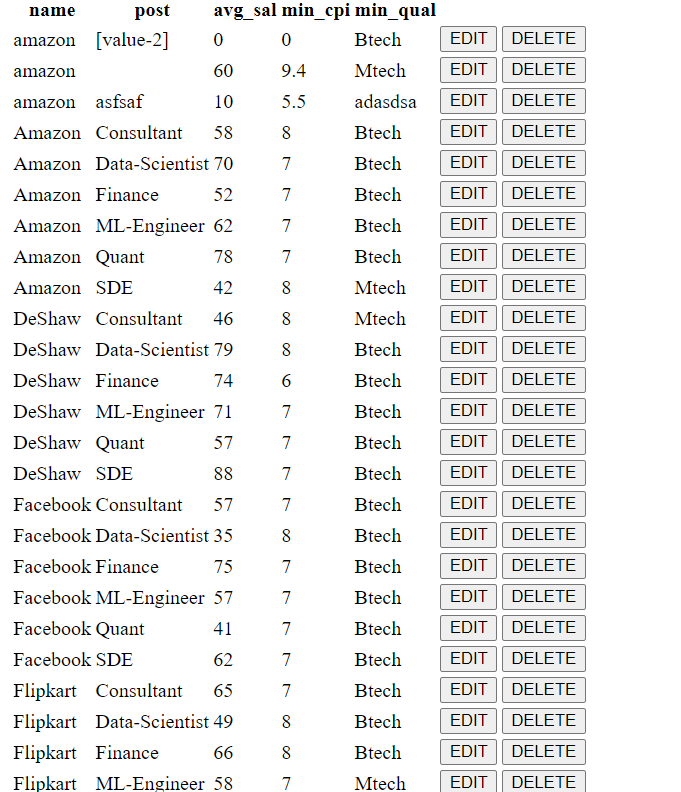 name post avg_sal min_cpi min_qual
amazon [value-2] 0 0 Btech EDIT DELETE
amazon 60 9.4 Mtech EDIT DELETE
amazon asfsaf 10 5.5 adasdsa EDIT DELETE
Amazon Consultant 58 8 Btech EDIT DELETE
Amazon Data-Scientist 70 7 Btech EDIT DELETE
Amazon Finance 52 7 Btech EDIT DELETE
Amazon ML-Engineer 62 7 Btech EDIT DELETE
Amazon Quant 78 7 Btech EDIT DELETE
Amazon SDE 42 8 Mtech EDIT DELETE
DeShaw Consultant 46 8 Mtech EDIT DELETE
DeShaw Data-Scientist 79 8 Btech EDIT DELETE
DeShaw Finance 74 6 Btech EDIT DELETE
DeShaw ML-Engineer 71 7 Btech EDIT DELETE
DeShaw Quant 57 7 Btech EDIT DELETE
DeShaw SDE 88 7 Btech EDIT DELETE
Facebook Consultant 57 7 Btech EDIT DELETE
Facebook Data-Scientist 35 8 Btech EDIT DELETE
Facebook Finance 75 7 Btech EDIT DELETE
Facebook ML-Engineer 57 7 Btech EDIT DELETE
Facebook Quant 41 7 Btech EDIT DELETE
Facebook SDE 62 7 Btech EDIT DELETE
Flipkart Consultant 65 7 Btech EDIT DELETE
Flipkart Data-Scientist 49 8 Btech EDIT DELETE
Flipkart Finance 66 8 Btech EDIT DELETE
Flipkart ML-Engineer 58 7 Mtech EDIT DELETE